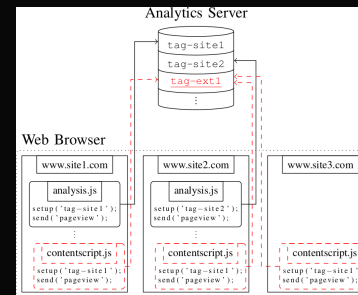 Analytics Server
tag-site1
tag-site2
tag-ext1
⋮
Web Browser
www.site1.com
analysis.js
setup('tag-site1');
send('pageview');
⋮
contentscript.js
setup('tag-site1');
send('pageview');
www.site2.com
analysis.js
setup('tag-site2');
send('pageview');
⋮
contentscript.js
setup('tag-site1');
send('pageview');
www.site3.com
contentscript.js
setup('tag-site1'
send('pageview');